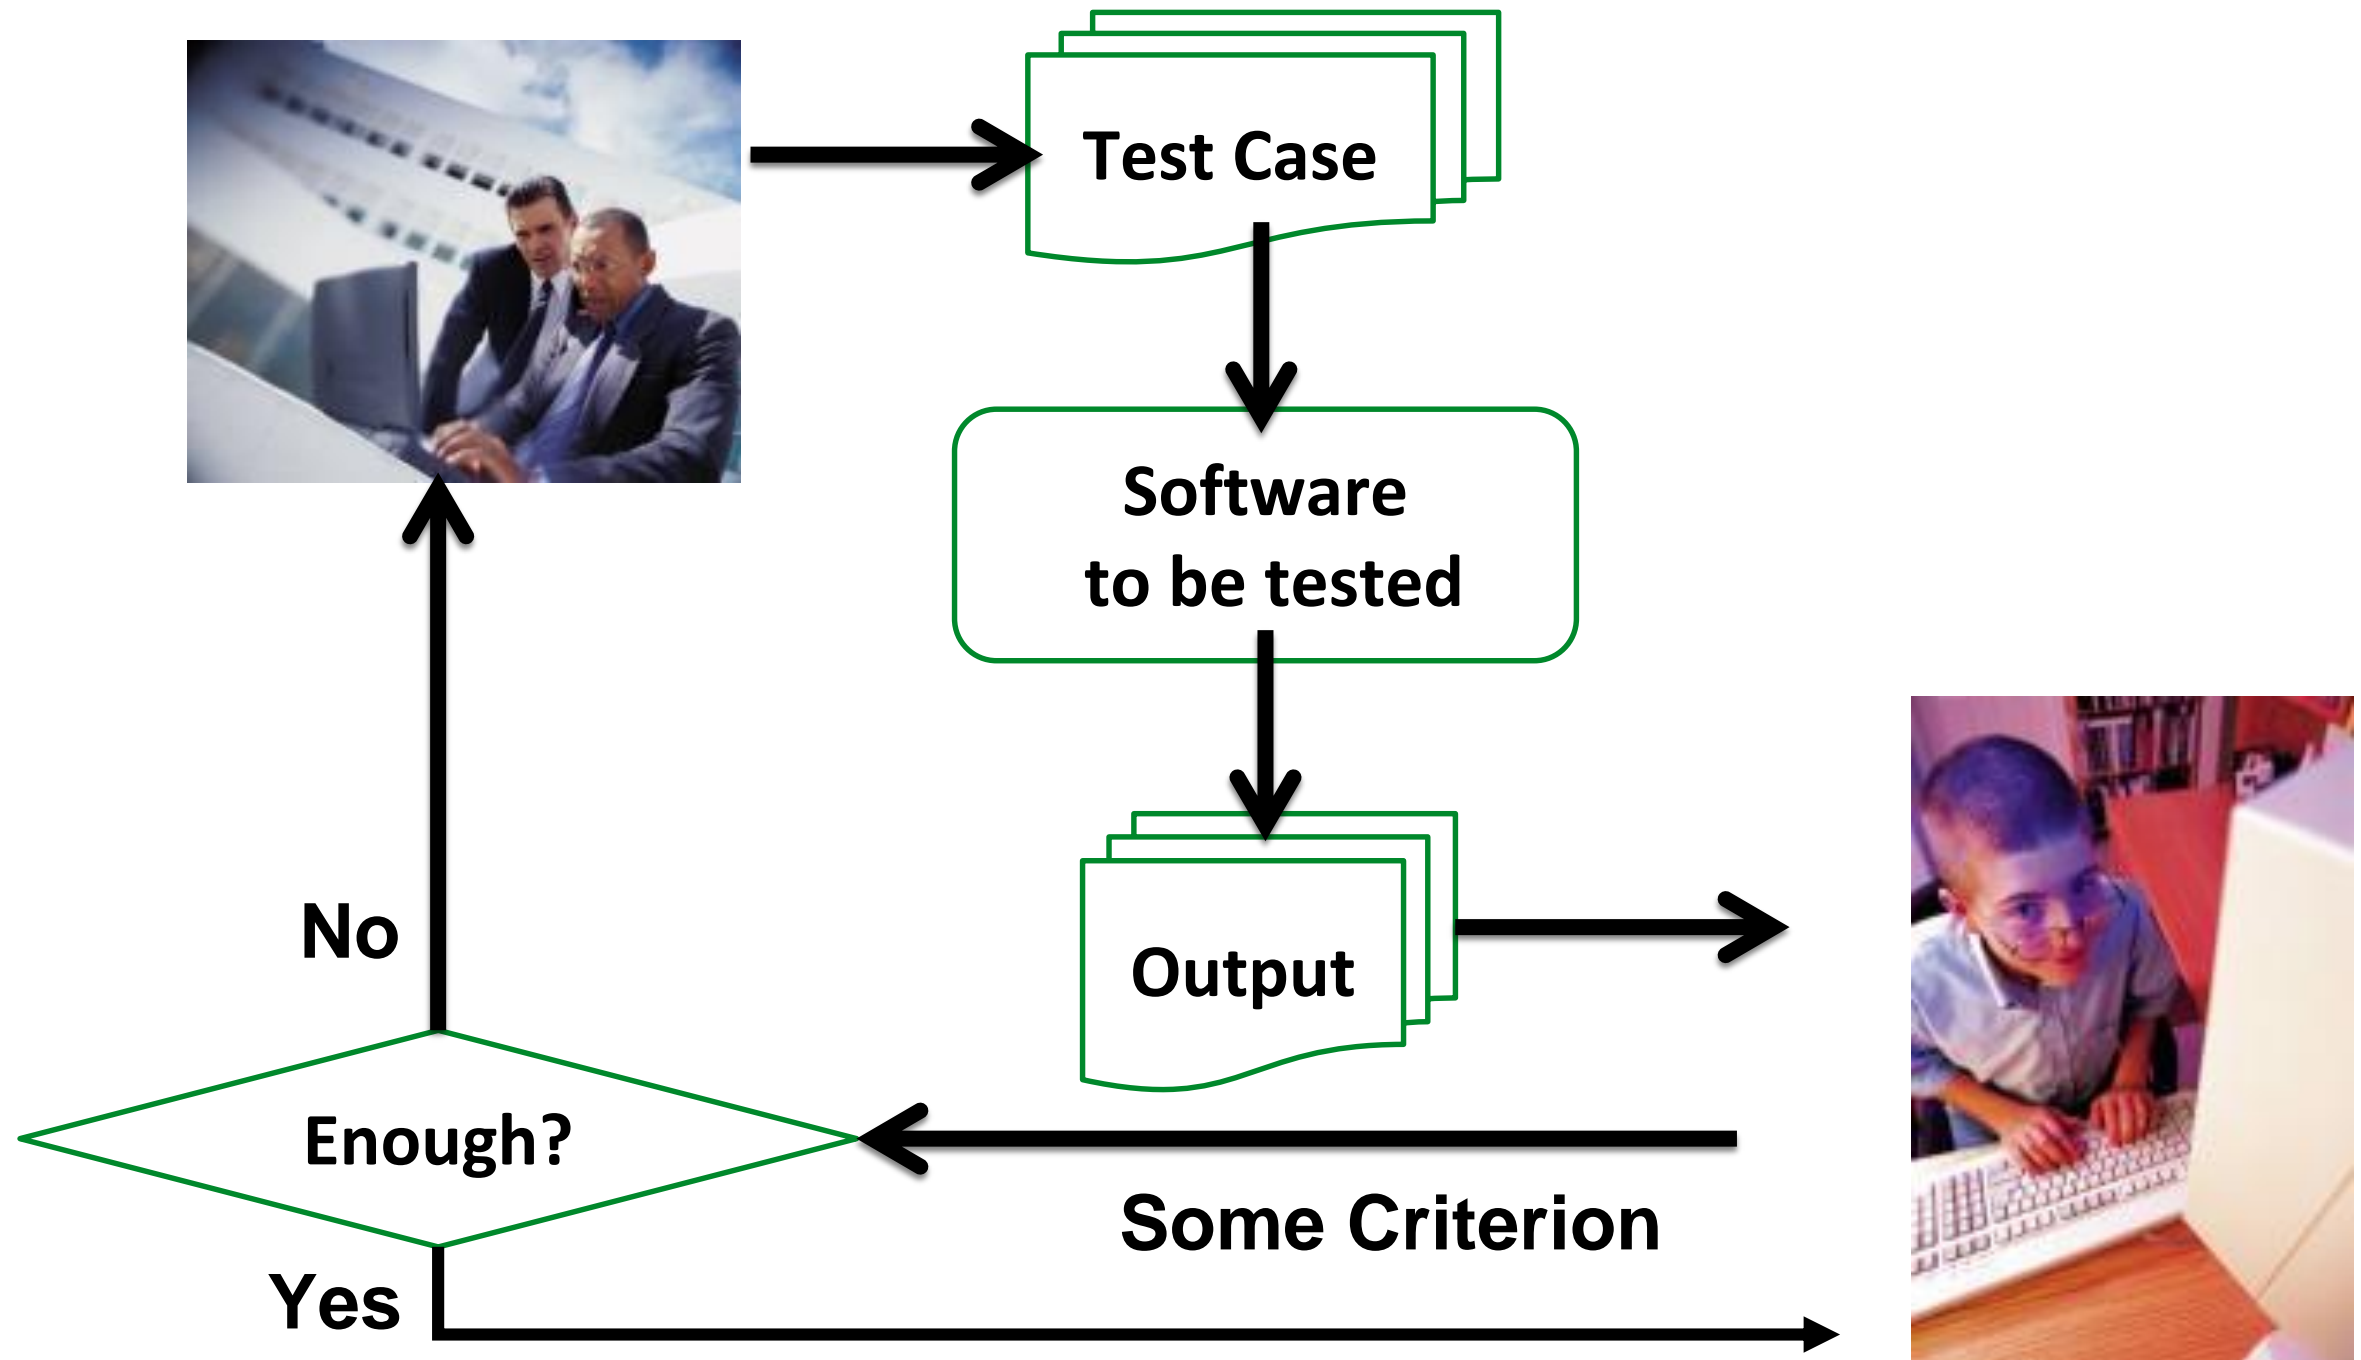 Test Case
Software
to be tested
Output
No
Enough?
Some Criterion
Yes